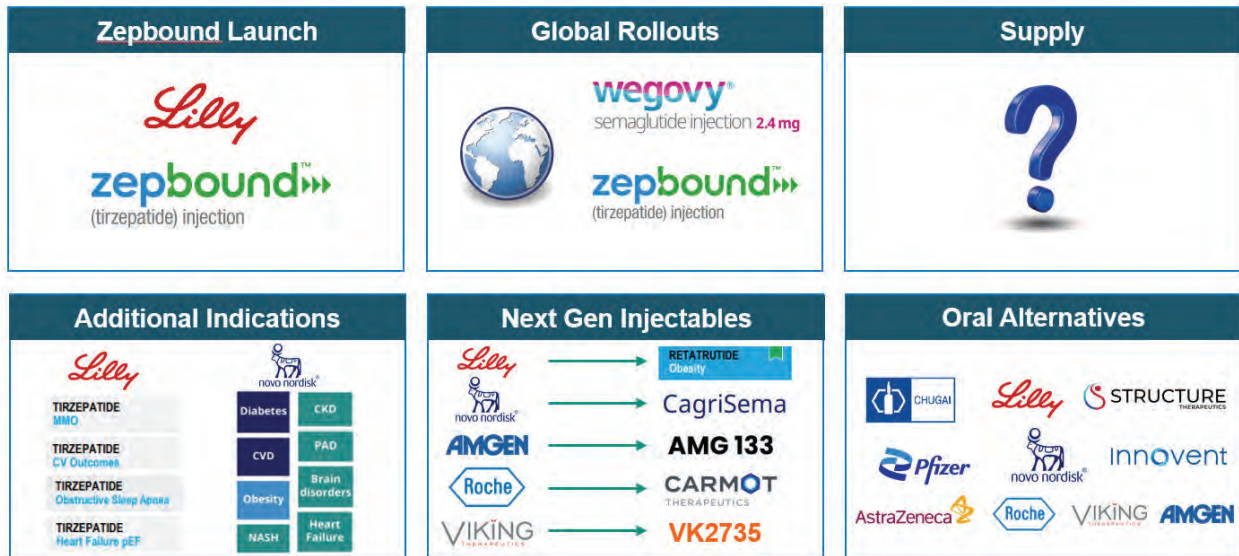 Zepbound Launch
Lilly
zepbound™
(tirzepatide) injection
Global Rollouts
wegovy®
semaglutide injection 2.4 mg
zepbound™
(tirzepatide) injection
Supply
?
Additional Indications
Lilly
TIRZEPATIDE
MMO
TIRZEPATIDE
CV Outcomes
TIRZEPATIDE
Obstructive Sleep Apnea
TIRZEPATIDE
Heart Failure pEF
novo nordisk®
Diabetes
CKD
CVD
PAD
Obesity
Brain
disorders
NASH
Heart
Failure
Next Gen Injectables
Lilly
RETATRUTIDE
Obesity
novo nordisk®
CagriSema
AMGEN
AMG 133
Roche
CARMOT
THERAPEUTICS
VIKING
THERAPEUTICS
VK2735
Oral Alternatives
CHUGAI
Lilly
STRUCTURE
THERAPEUTICS
Pfizer
novo nordisk®
Innovent
AstraZeneca
Roche
VIKING
THERAPEUTICS
AMGEN